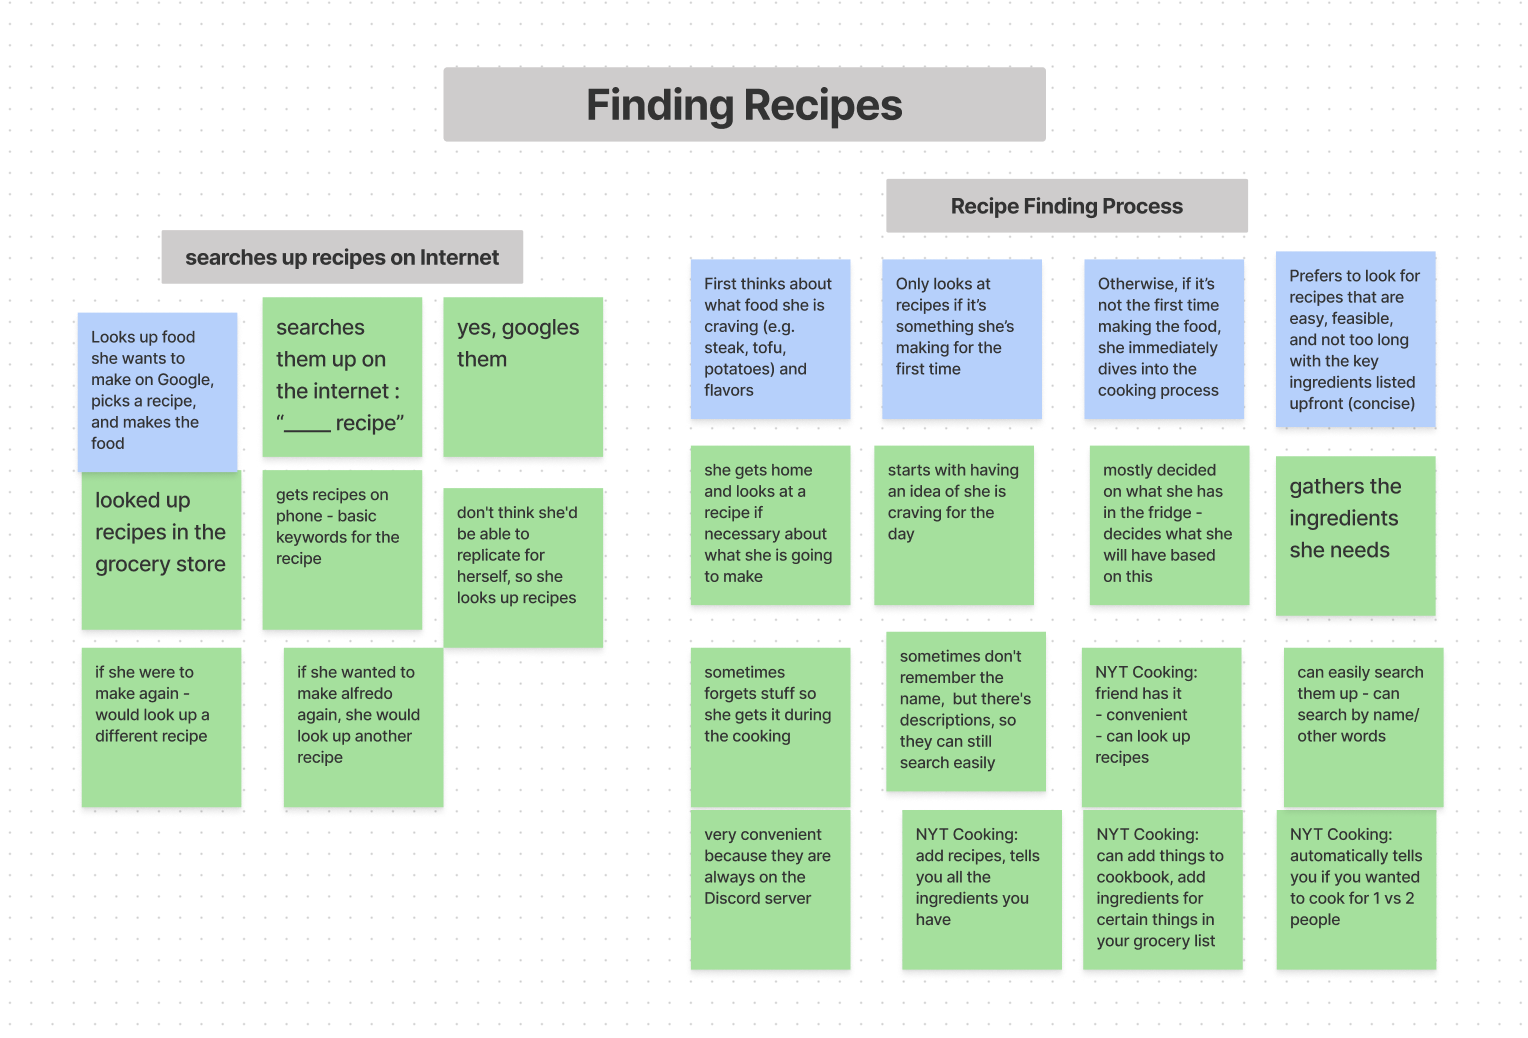 Finding Recipes
searches up recipes on Internet
Looks up food
she wants to
make on Google,
picks a recipe,
and makes the
food
searches
them up on
the internet :
“_____ recipe”
yes, googles
them
looked up
recipes in the
grocery store
gets recipes on
phone - basic
keywords for the
recipe
don't think she'd
be able to
replicate for
herself, so she
looks up recipes
if she were to
make again -
would look up a
different recipe
if she wanted to
make alfredo
again, she would
look up another
recipe
Recipe Finding Process
First thinks about
what food she is
craving (e.g.
steak, tofu,
potatoes) and
flavors
Only looks at
recipes if it’s
something she’s
making for the
first time
Otherwise, if it’s
not the first time
making the food,
she immediately
dives into the
cooking process
Prefers to look for
recipes that are
easy, feasible,
and not too long
with the key
ingredients listed
upfront (concise)
she gets home
and looks at a
recipe if
necessary about
what she is going
to make
starts with having
an idea of she is
craving for the
day
mostly decided
on what she has
in the fridge -
decides what she
will have based
on this
gathers the
ingredients
she needs
sometimes
forgets stuff so
she gets it during
the cooking
sometimes don't
remember the
name,  but there's
descriptions, so
they can still
search easily
NYT Cooking:
friend has it
- convenient
- can look up
recipes
can easily search
them up - can
search by name/
other words
very convenient
because they are
always on the
Discord server
NYT Cooking:
add recipes, tells
you all the
ingredients you
have
NYT Cooking:
can add things to
cookbook, add
ingredients for
certain things in
your grocery list
NYT Cooking:
automatically tells
you if you wanted
to cook for 1 vs 2
people